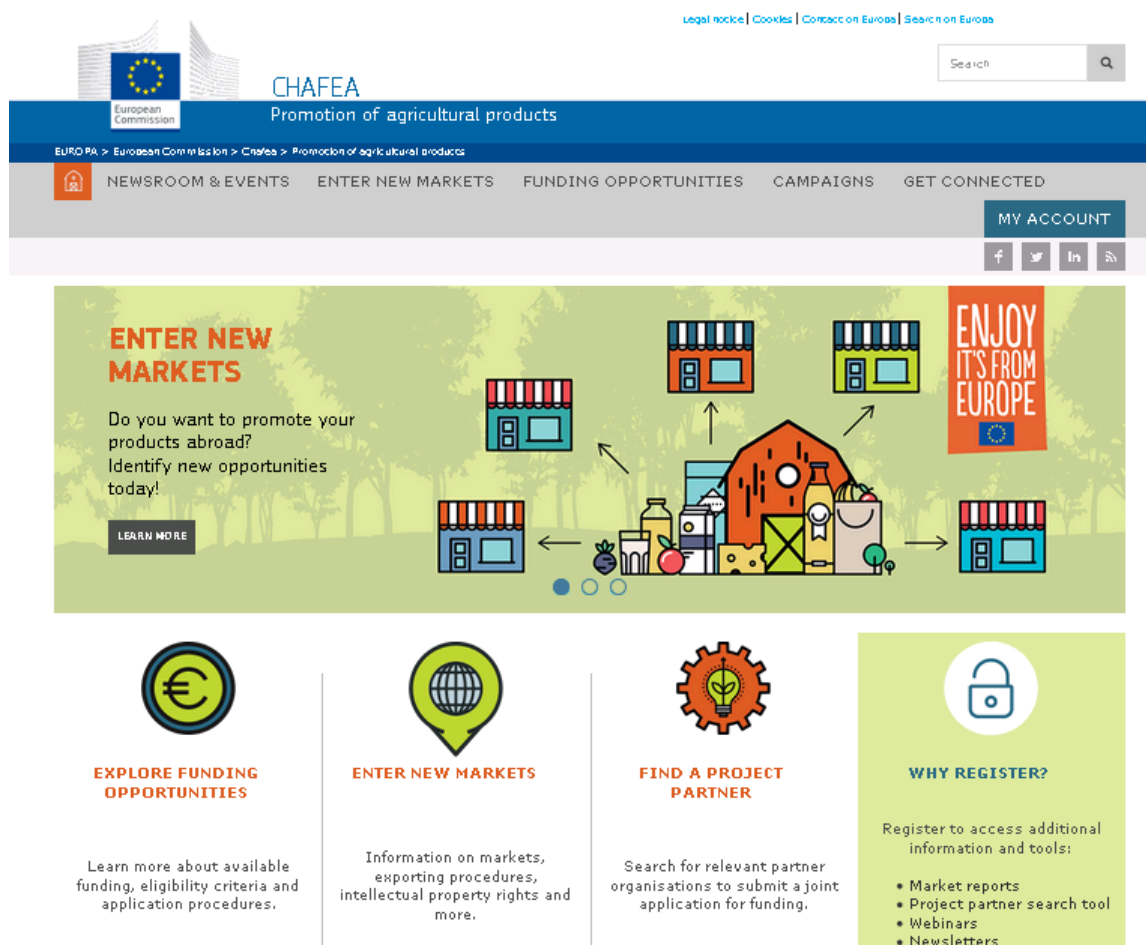 Legal notice | Cookies | Contact on Europa | Search on Europa
Search
European
Commission
CHAFEA
Promotion of agricultural products
EUROPA > European Commission > Chafea > Promotion of agricultural products
NEWSROOM & EVENTS ENTER NEW MARKETS FUNDING OPPORTUNITIES CAMPAIGNS GET CONNECTED
MY ACCOUNT
f in
ENTER NEW
MARKETS
Do you want to promote your
products abroad?
Identify new opportunities
today!
LEARN MORE
ENJOY
IT'S FROM
EUROPE
EXPLORE FUNDING
OPPORTUNITIES
Learn more about available
funding, eligibility criteria and
application procedures.
ENTER NEW MARKETS
Information on markets,
exporting procedures,
intellectual property rights and
more.
FIND A PROJECT
PARTNER
Search for relevant partner
organisations to submit a joint
application for funding.
WHY REGISTER?
Register to access additional
information and tools:
• Market reports
• Project partner search tool
• Webinars
• Newsletters